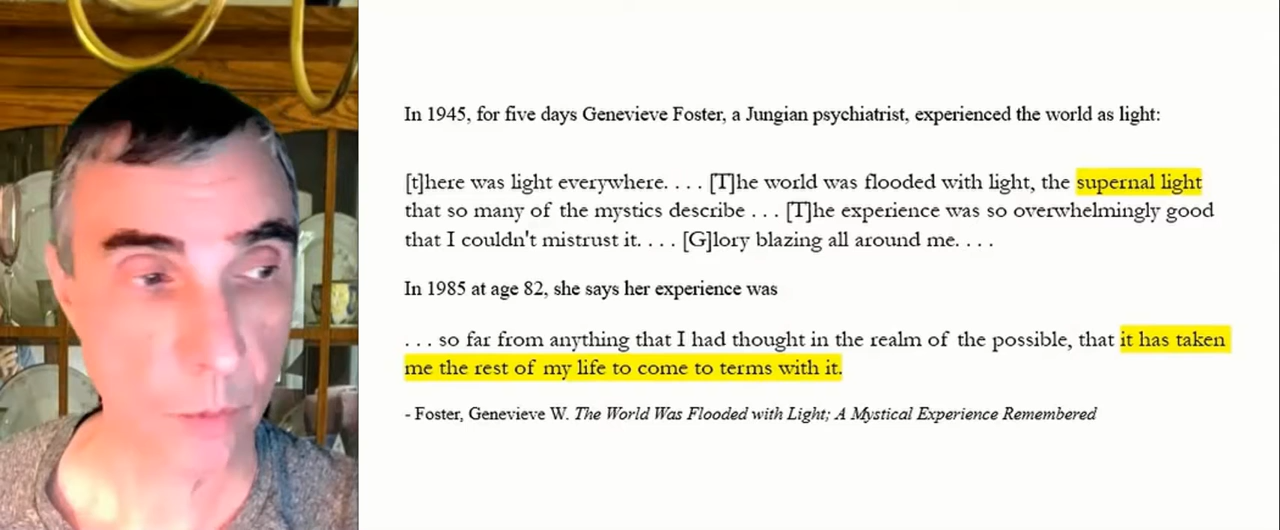 In 1945, for five days Genevieve Foster, a Jungian psychiatrist, experienced the world as light:
[t]here was light everywhere. . . . [T]he world was flooded with light, the supernal light
that so many of the mystics describe . . . [T]he experience was so overwhelmingly good
that I couldn't mistrust it. . . . [G]lory blazing all around me. . . .
In 1985 at age 82, she says her experience was
. . . so far from anything that I had thought in the realm of the possible, that it has taken
me the rest of my life to come to terms with it.
- Foster, Genevieve W. The World Was Flooded with Light; A Mystical Experience Remembered